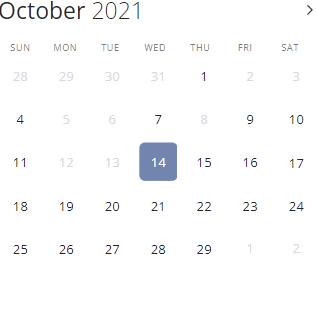 October 2021
SUN MON TUE WED THU FRI SAT
28 29 30 31 1 2 3
4 5 6 7 8 9 10
11 12 13 14 15 16 17
18 19 20 21 22 23 24
25 26 27 28 29 1 2